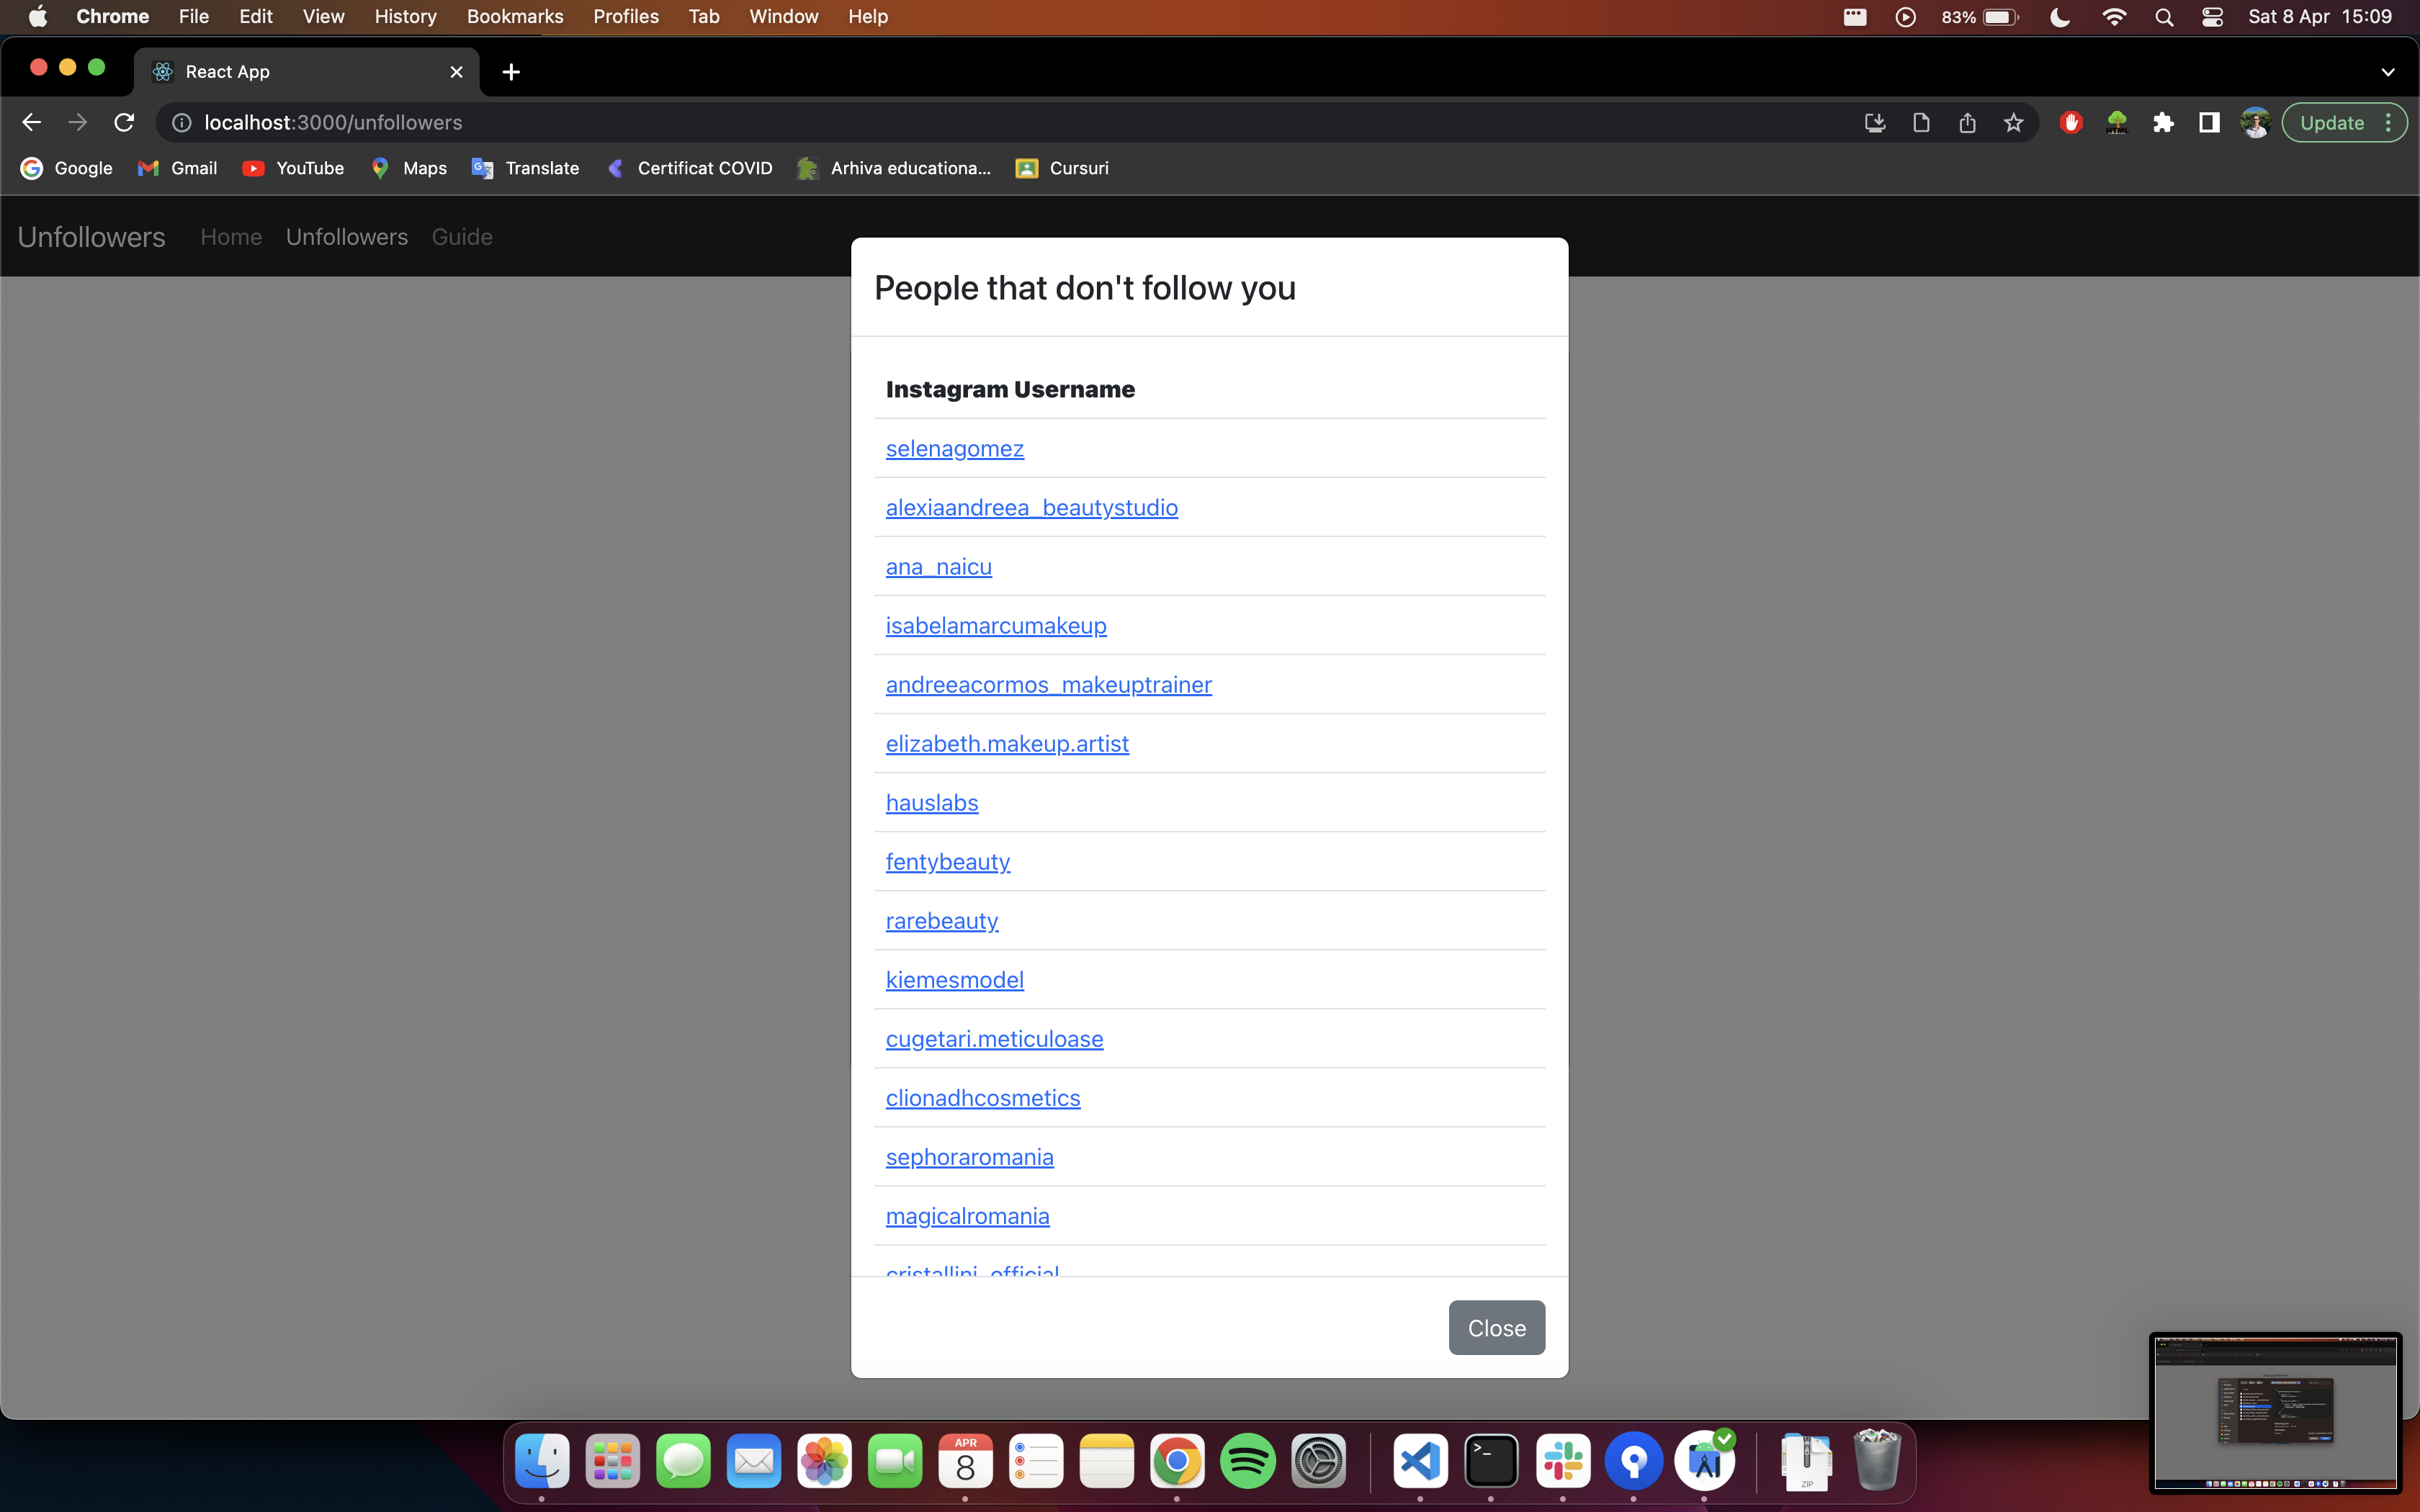 Chrome File Edit View History Bookmarks Profiles Tab Window Help 83% Sat 8 Apr 15:09
React App
localhost:3000/unfollowers Update
Google Gmail YouTube Maps Translate Certificat COVID Arhiva educationa... Cursuri
Unfollowers Home Unfollowers Guide
People that don't follow you
Instagram Username
selenagomez
alexiaandreea_beautystudio
ana_naicu
isabelamarcumakeup
andreeacormos_makeuptrainer
elizabeth.makeup.artist
hauslabs
fentybeauty
rarebeauty
kiemesmodel
cugetari.meticuloase
clionadhcosmetics
sephoraromania
magicalromania
cristallini_official
Close
APR
8
ZIP